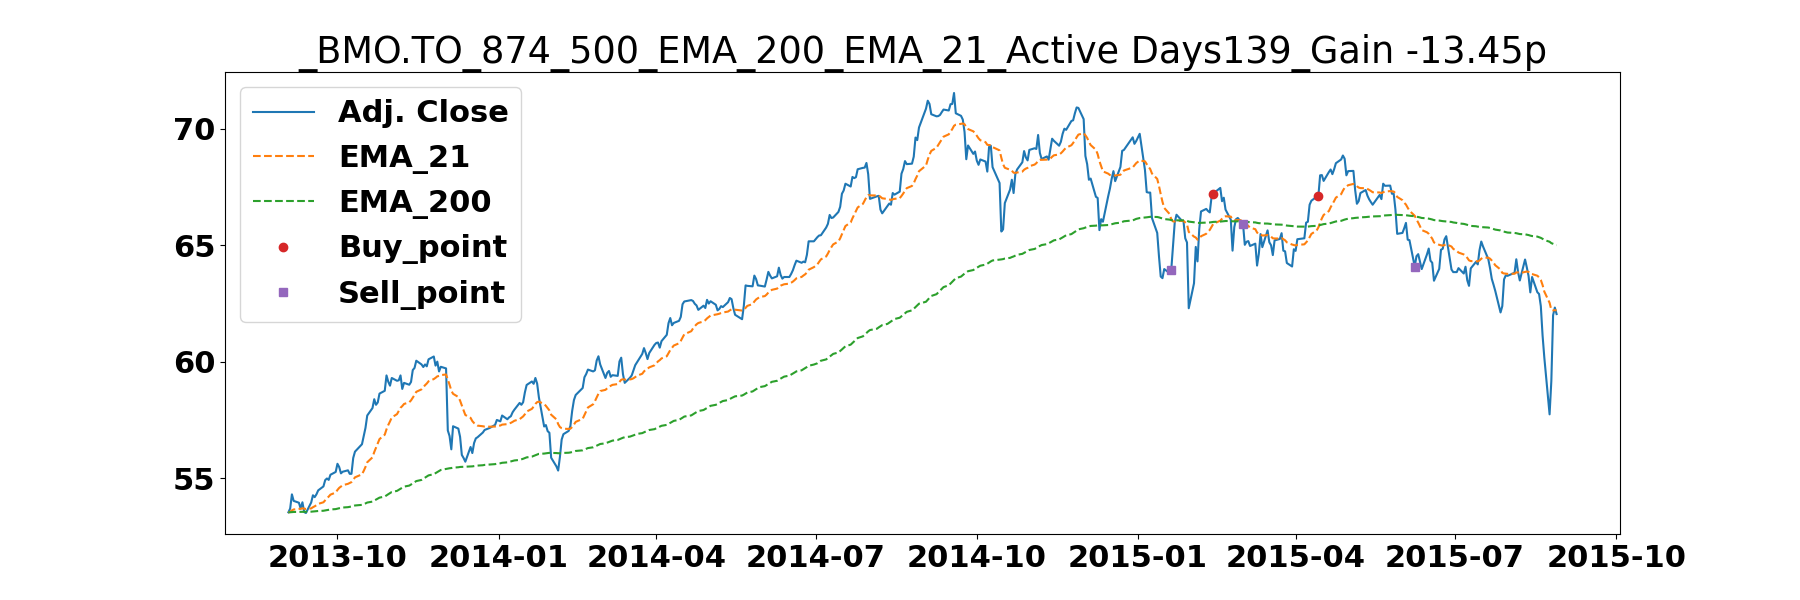 _BMO.TO_874_500_EMA_200_EMA_21_Active Days139_Gain -13.45p
Adj. Close
EMA_21
EMA_200
Buy_point
Sell_point
70
65
60
55
2013-10 2014-01 2014-04 2014-07 2014-10 2015-01 2015-04 2015-07 2015-10